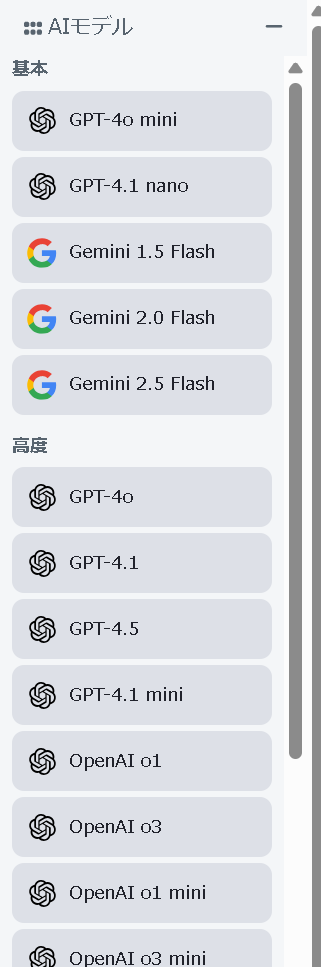 AIモデル
基本
GPT-4o mini
GPT-4.1 nano
Gemini 1.5 Flash
Gemini 2.0 Flash
Gemini 2.5 Flash
高度
GPT-4o
GPT-4.1
GPT-4.5
GPT-4.1 mini
OpenAI o1
OpenAI o3
OpenAI o1 mini
OpenAI o3 mini